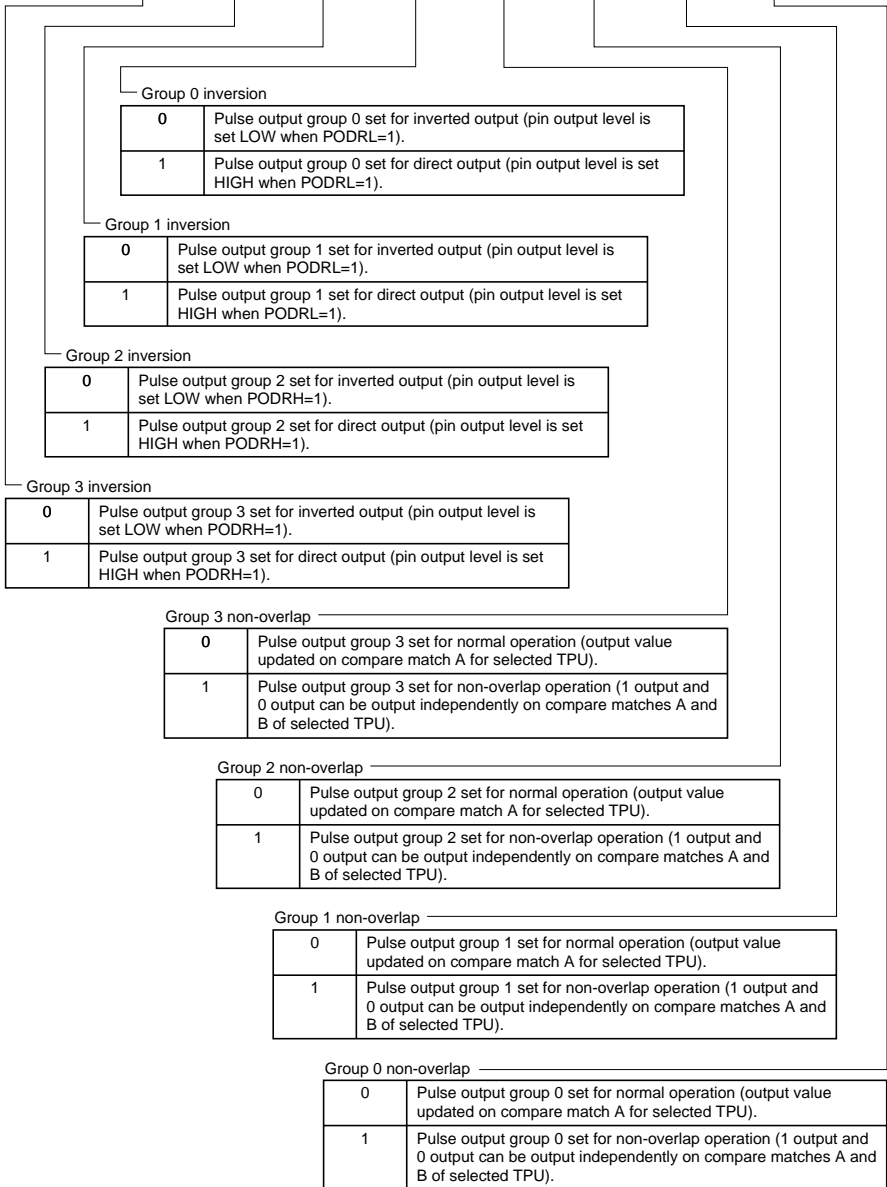 Group 0 inversion
0 Pulse output group 0 set for inverted output (pin output level is
set LOW when PODRL=1).
1 Pulse output group 0 set for direct output (pin output level is set
HIGH when PODRL=1).
Group 1 inversion
0 Pulse output group 1 set for inverted output (pin output level is
set LOW when PODRL=1).
1 Pulse output group 1 set for direct output (pin output level is set
HIGH when PODRL=1).
Group 2 inversion
0 Pulse output group 2 set for inverted output (pin output level is
set LOW when PODRH=1).
1 Pulse output group 2 set for direct output (pin output level is set
HIGH when PODRH=1).
Group 3 inversion
0 Pulse output group 3 set for inverted output (pin output level is
set LOW when PODRH=1).
1 Pulse output group 3 set for direct output (pin output level is set
HIGH when PODRH=1).
Group 3 non-overlap
0 Pulse output group 3 set for normal operation (output value
updated on compare match A for selected TPU).
1 Pulse output group 3 set for non-overlap operation (1 output and
0 output can be output independently on compare matches A and
B of selected TPU).
Group 2 non-overlap
0 Pulse output group 2 set for normal operation (output value
updated on compare match A for selected TPU).
1 Pulse output group 2 set for non-overlap operation (1 output and
0 output can be output independently on compare matches A and
B of selected TPU).
Group 1 non-overlap
0 Pulse output group 1 set for normal operation (output value
updated on compare match A for selected TPU).
1 Pulse output group 1 set for non-overlap operation (1 output and
0 output can be output independently on compare matches A and
B of selected TPU).
Group 0 non-overlap
0 Pulse output group 0 set for normal operation (output value
updated on compare match A for selected TPU).
1 Pulse output group 0 set for non-overlap operation (1 output and
0 output can be output independently on compare matches A and
B of selected TPU).